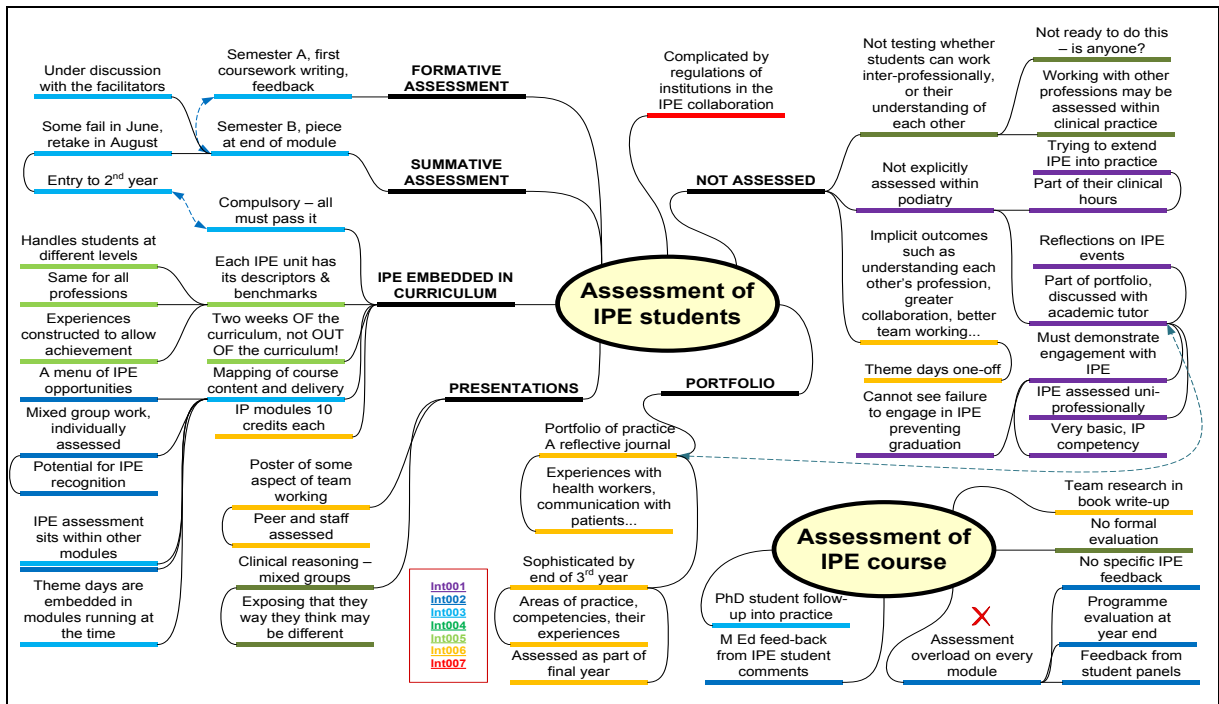 Under discussion
with the facilitators
Semester A, first
coursework writing,
feedback
FORMATIVE
ASSESSMENT
Some fail in June,
retake in August
Semester B, piece
at end of module
SUMMATIVE
ASSESSMENT
Entry to 2nd year
Compulsory – all
must pass it
Handles students at
different levels
Same for all
professions
Experiences
constructed to allow
achievement
Each IPE unit has
its descriptors &
benchmarks
IPE EMBEDDED IN
CURRICULUM
Two weeks OF the
curriculum, not OUT
OF the curriculum!
A menu of IPE
opportunities
Mapping of course
content and delivery
IP modules 10
credits each
Mixed group work,
individually
assessed
Potential for IPE
recognition
IPE assessment
sits within other
modules
Theme days are
embedded in
modules running at
the time
PRESENTATIONS
Poster of some
aspect of team
working
Peer and staff
assessed
Clinical reasoning –
mixed groups
Exposing that they
way they think may
be different
Int001
Int002
Int003
Int004
Int005
Int006
Int007
Assessment of
IPE students
Complicated by
regulations of
institutions in the
IPE collaboration
NOT ASSESSED
Not testing whether
students can work
inter-professionally,
or their
understanding of
each other
Not ready to do this
– is anyone?
Working with other
professions may be
assessed within
clinical practice
Not explicitly
assessed within
podiatry
Trying to extend
IPE into practice
Part of their clinical
hours
Reflections on IPE
events
Part of portfolio,
discussed with
academic tutor
Must demonstrate
engagement with
IPE
IPE assessed uni-
professionally
Very basic, IP
competency
Implicit outcomes
such as
understanding each
other's profession,
greater
collaboration, better
team working...
Theme days one-off
Cannot see failure
to engage in IPE
preventing
graduation
PORTFOLIO
Portfolio of practice
A reflective journal
Experiences with
health workers,
communication with
patients...
Sophisticated by
end of 3rd year
Areas of practice,
competencies, their
experiences
Assessed as part of
final year
Assessment of
IPE course
Team research in
book write-up
No formal
evaluation
PhD student follow-
up into practice
M Ed feed-back
from IPE student
comments
Assessment
overload on every
module
No specific IPE
feedback
Programme
evaluation at
year end
Feedback from
student panels